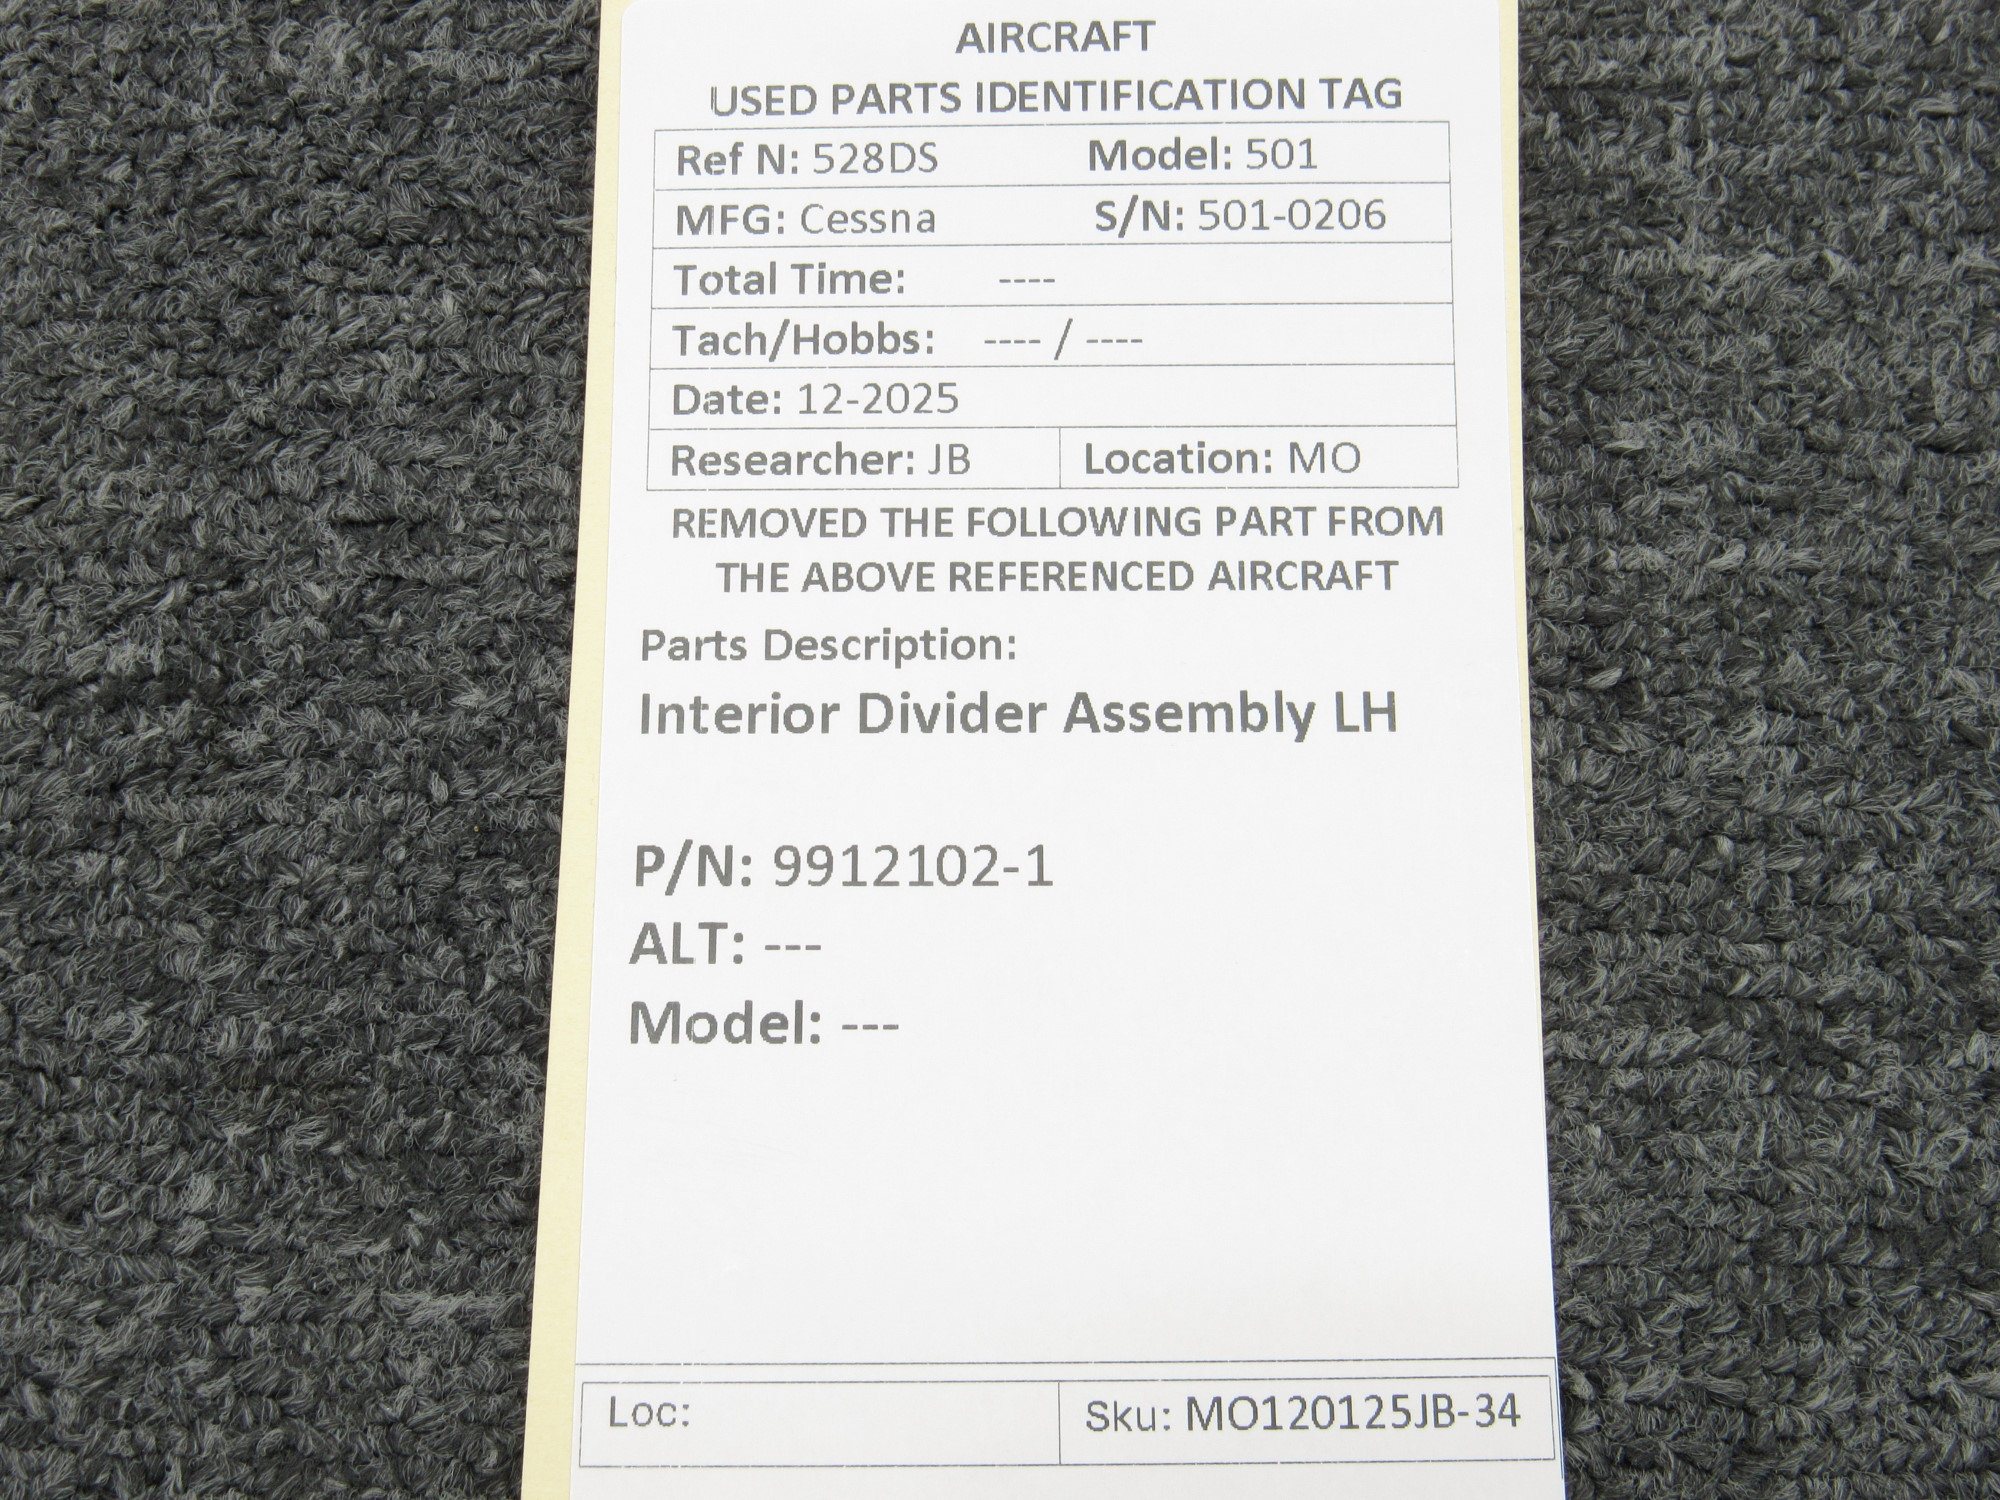 AIRCRAFT
USED PARTS IDENTIFICATION TAG
Ref N: 528DS Model: 501
MFG: Cessna S/N: 501-0206
Total Time: ----
Tach/Hobbs: ---- / ----
Date: 12-2025
Researcher: JB Location: MO
REMOVED THE FOLLOWING PART FROM
THE ABOVE REFERENCED AIRCRAFT
Parts Description:
Interior Divider Assembly LH
P/N: 9912102-1
ALT: ---
Model: ---
Loc: Sku: MO120125JB-34